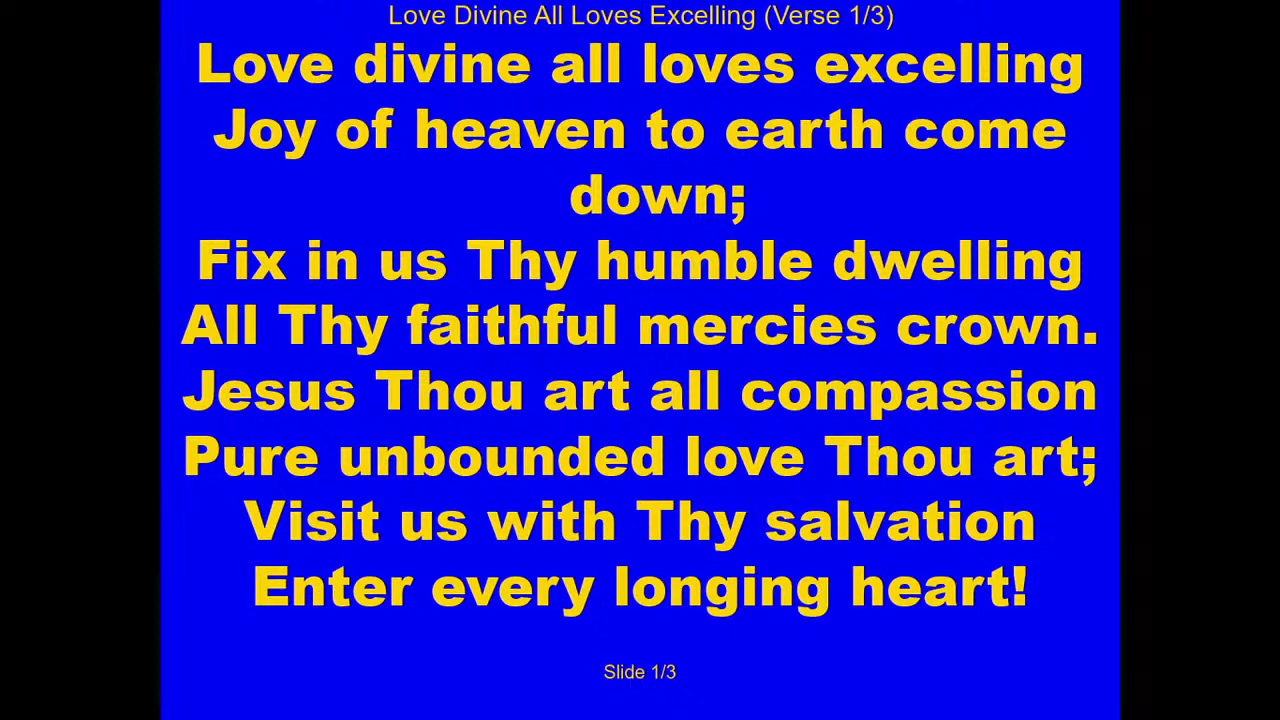 Love Divine All Loves Excelling (Verse 1/3)
Love divine all loves excelling
Joy of heaven to earth come
down;
Fix in us Thy humble dwelling
All Thy faithful mercies crown.
Jesus Thou art all compassion
Pure unbounded love Thou art;
Visit us with Thy salvation
Enter every longing heart!
Slide 1/3